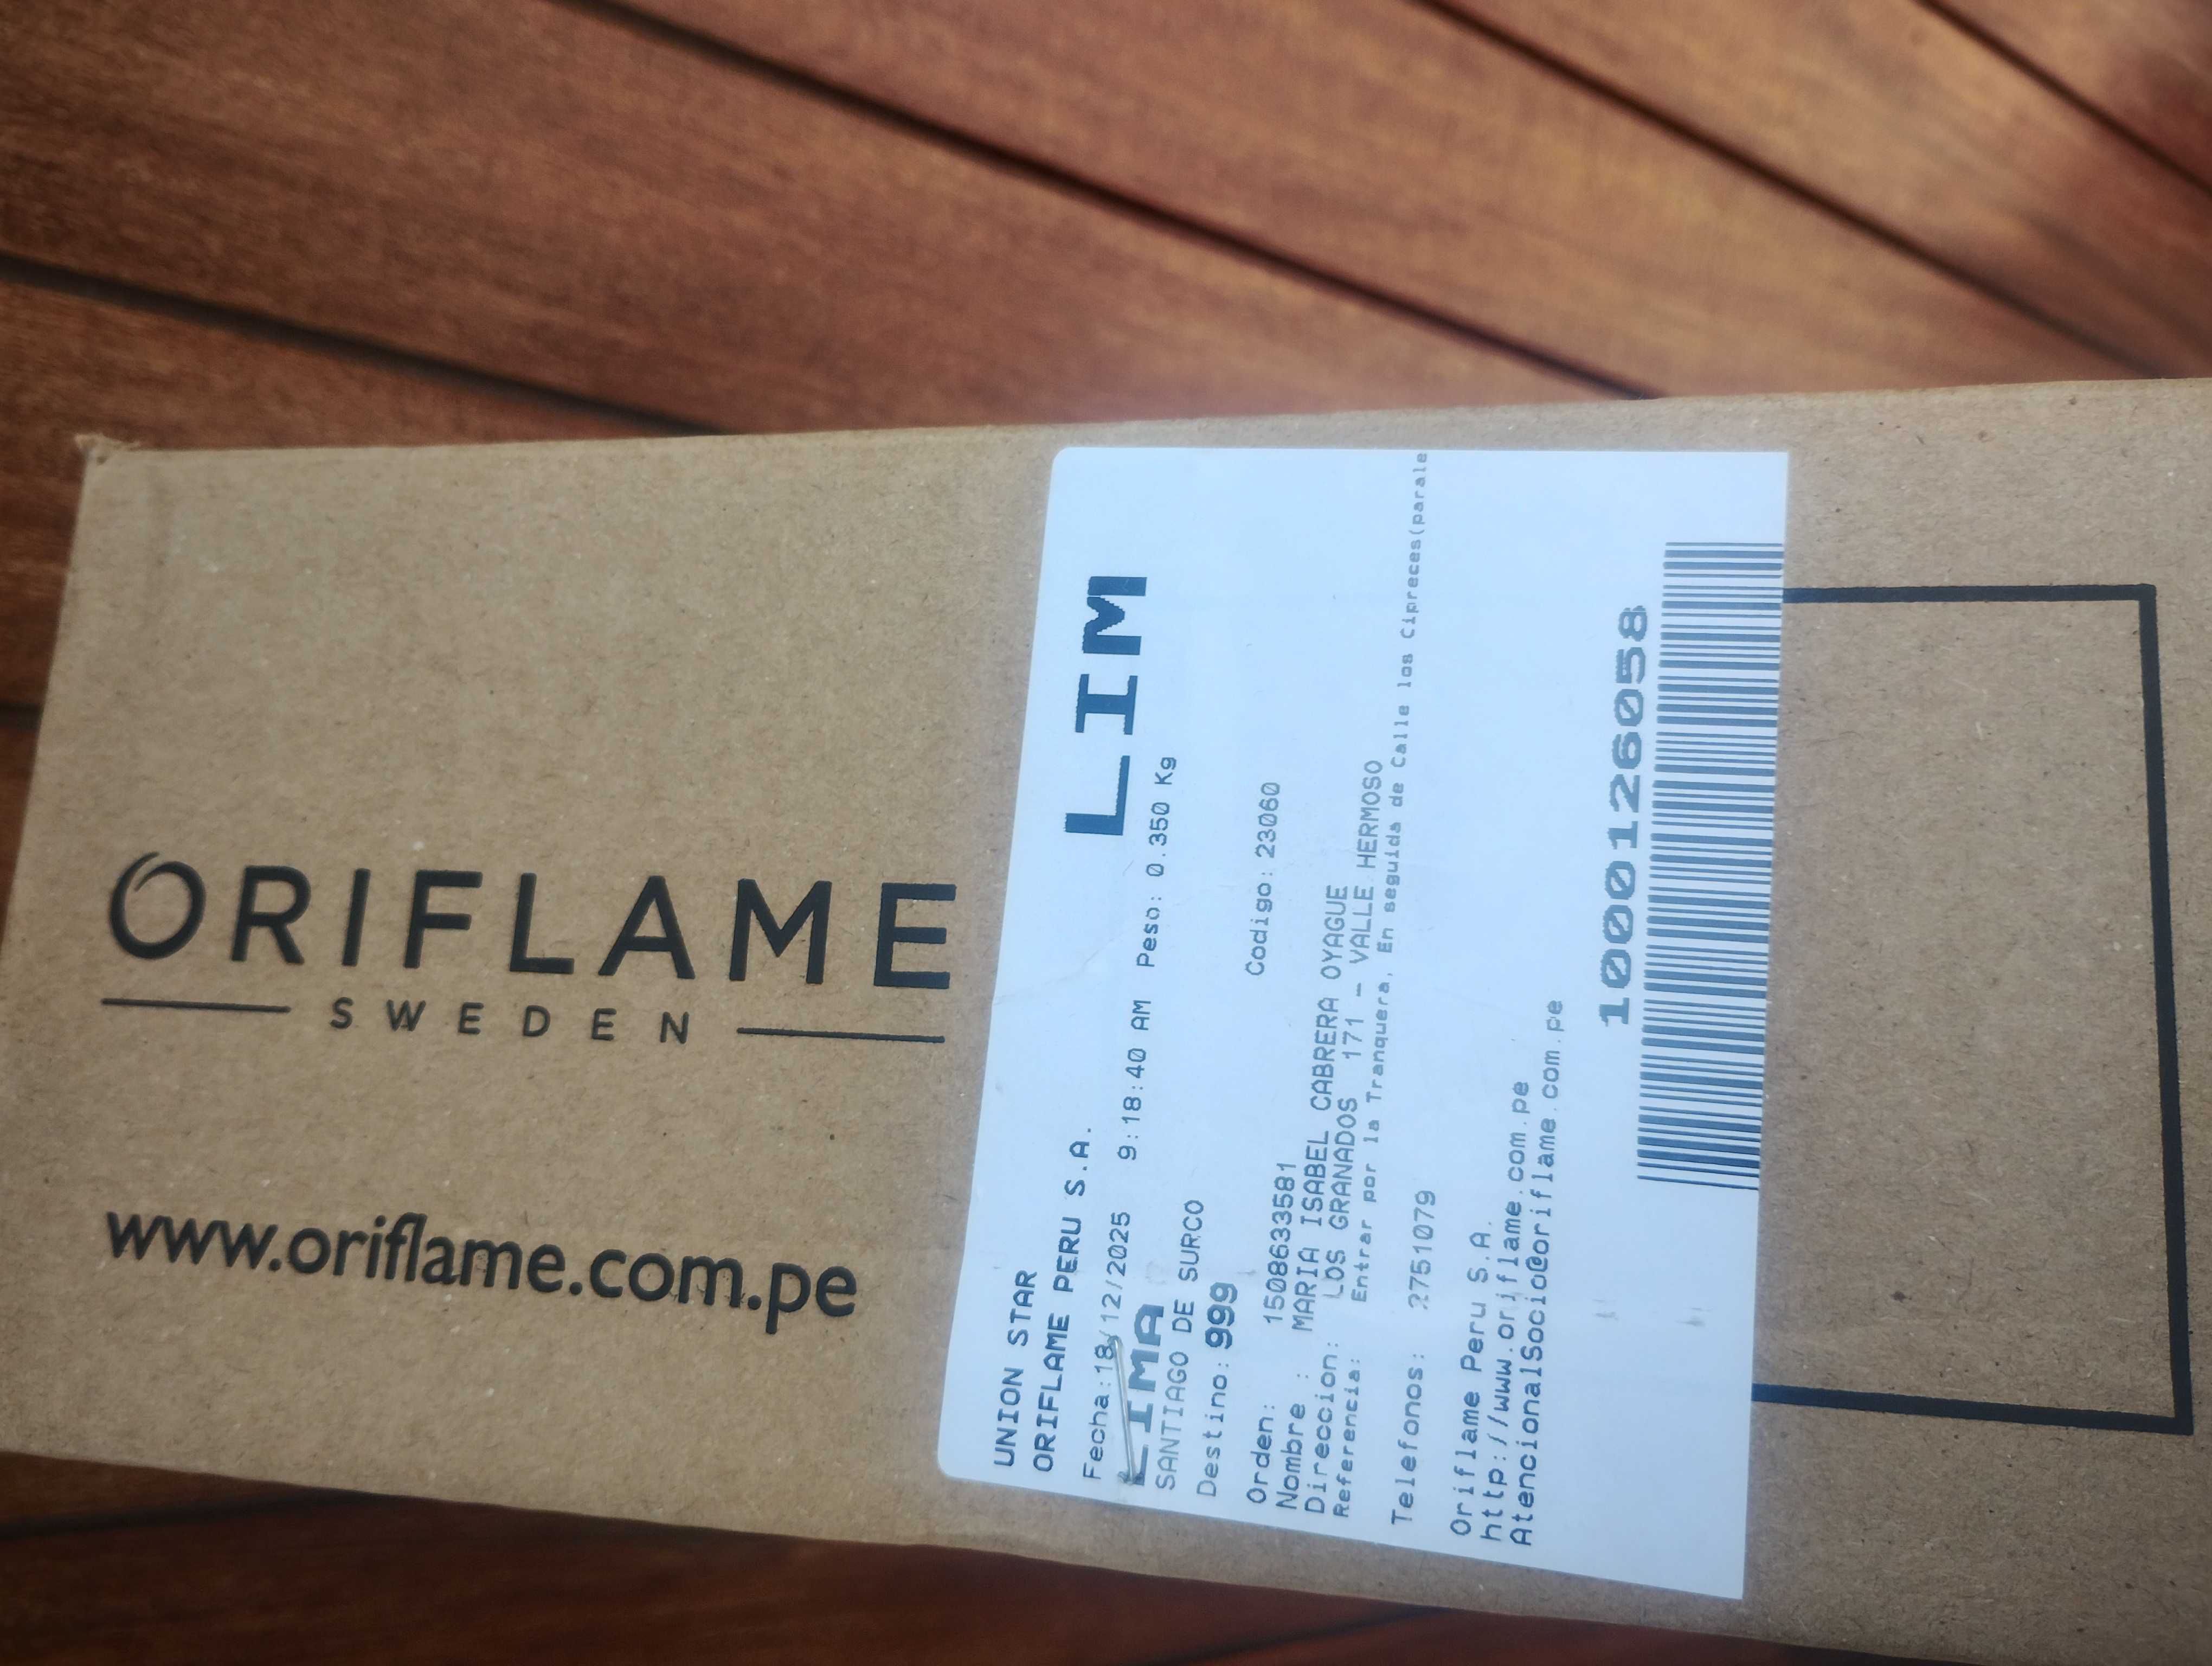 ORIFLAME
SWEDEN
www.oriflame.com.pe
UNION STAR
ORIFLAME PERU S.A.
LIM
Fecha:18/12/2025 9:18:40 AM Peso: 0.350 Kg
LIMA
SANTIAGO DE SURCO
Destino: 999
Orden: 1508633581 Codigo: 23060
Nombre : MARIA ISABEL CABRERA OYAGUE
Direccion: LOS GRANADOS 171 - VALLE HERMOSO
Referencia: Entrar por la Tranquera. En seguida de Calle los Cipreces(parale
Telefonos: 2751079
Oriflame Peru S.A.
http://www.oriflame.com.pe
AtencionalSocio@oriflame.com.pe
1000126058